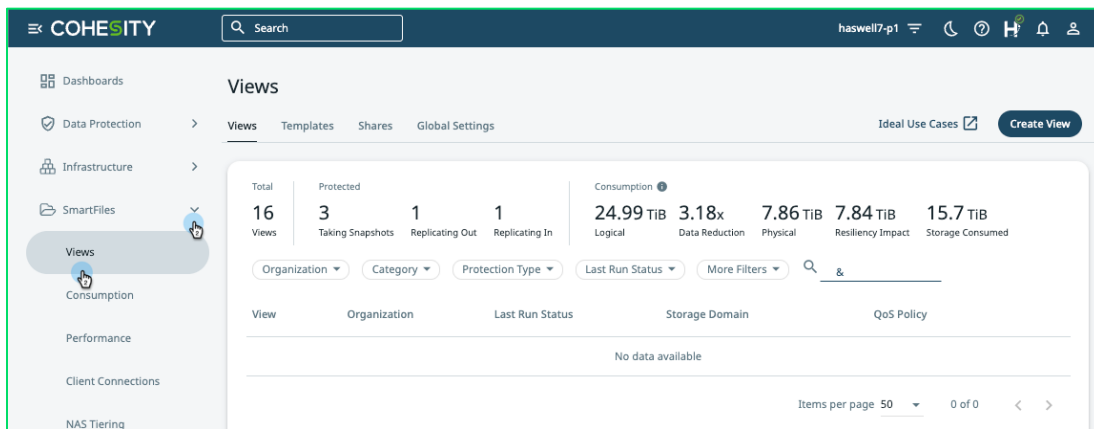 COHESITY
Search
haswell7-p1
Dashboards
Data Protection
Infrastructure
SmartFiles
Views
Consumption
Performance
Client Connections
NAS Tiering
Views
Views Templates Shares Global Settings
Ideal Use Cases
Create View
Total Protected Consumption
16 3 1 1 24.99 TiB 3.18x 7.86 TiB 7.84 TiB 15.7 TiB
Views Taking Snapshots Replicating Out Replicating In Logical Data Reduction Physical Resiliency Impact Storage Consumed
Organization Category Protection Type Last Run Status More Filters &
View Organization Last Run Status Storage Domain QoS Policy
No data available
Items per page 50 0 of 0